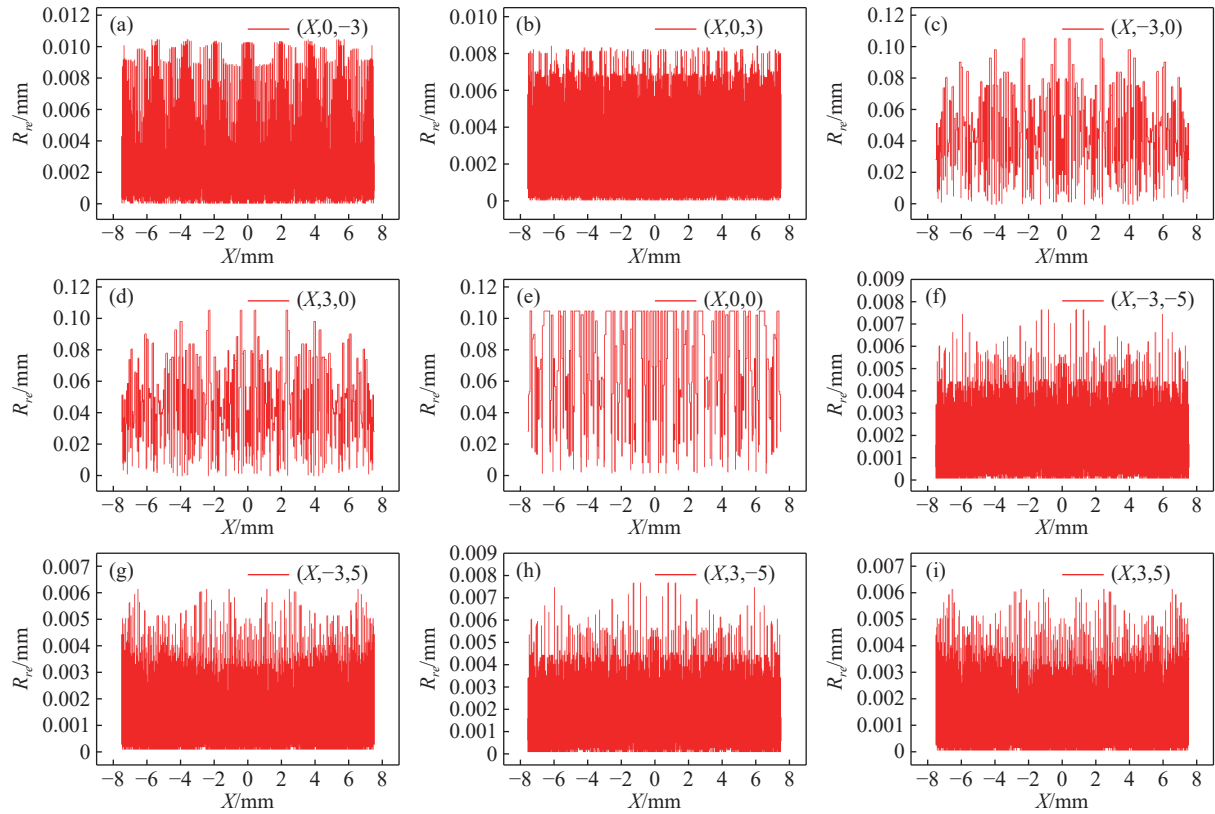 (a) (X,0,−3)
0.012
0.010
0.008
0.006
0.004
0.002
0
R_re/mm
−8 −6 −4 −2 0 2 4 6 8
X/mm
(b) (X,0,3)
0.010
0.008
0.006
0.004
0.002
0
R_re/mm
−8 −6 −4 −2 0 2 4 6 8
X/mm
(c) (X,−3,0)
0.12
0.10
0.08
0.06
0.04
0.02
0
R_re/mm
−8 −6 −4 −2 0 2 4 6 8
X/mm
(d) (X,3,0)
0.12
0.10
0.08
0.06
0.04
0.02
0
R_re/mm
−8 −6 −4 −2 0 2 4 6 8
X/mm
(e) (X,0,0)
0.12
0.10
0.08
0.06
0.04
0.02
0
R_re/mm
−8 −6 −4 −2 0 2 4 6 8
X/mm
(f) (X,−3,−5)
0.009
0.008
0.007
0.006
0.005
0.004
0.003
0.002
0.001
0
R_re/mm
−8 −6 −4 −2 0 2 4 6 8
X/mm
(g) (X,−3,5)
0.007
0.006
0.005
0.004
0.003
0.002
0.001
0
R_re/mm
−8 −6 −4 −2 0 2 4 6 8
X/mm
(h) (X,3,−5)
0.009
0.008
0.007
0.006
0.005
0.004
0.003
0.002
0.001
0
R_re/mm
−8 −6 −4 −2 0 2 4 6 8
X/mm
(i) (X,3,5)
0.007
0.006
0.005
0.004
0.003
0.002
0.001
0
R_re/mm
−8 −6 −4 −2 0 2 4 6 8
X/mm